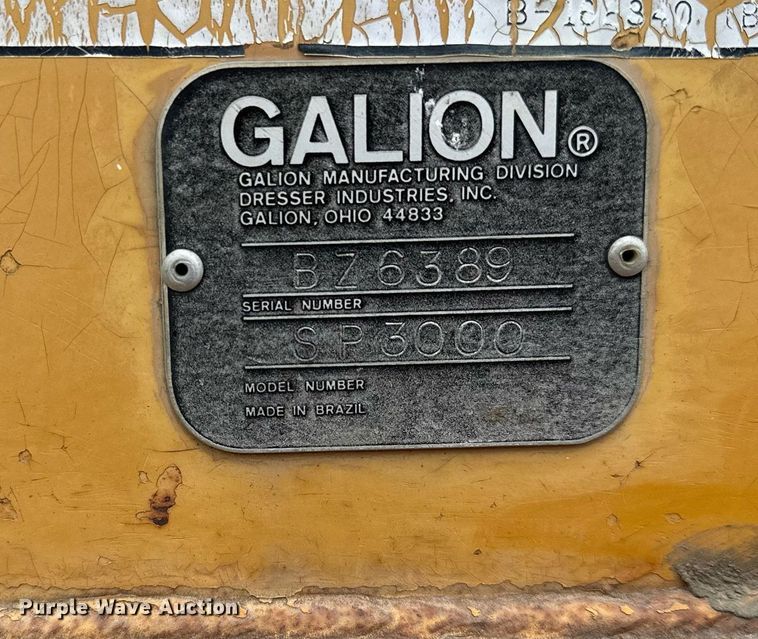 GALION®
GALION MANUFACTURING DIVISION
DRESSER INDUSTRIES, INC.
GALION, OHIO 44833
BZ6389
SERIAL NUMBER
SP3000
MODEL NUMBER
MADE IN BRAZIL
Purple Wave Auction